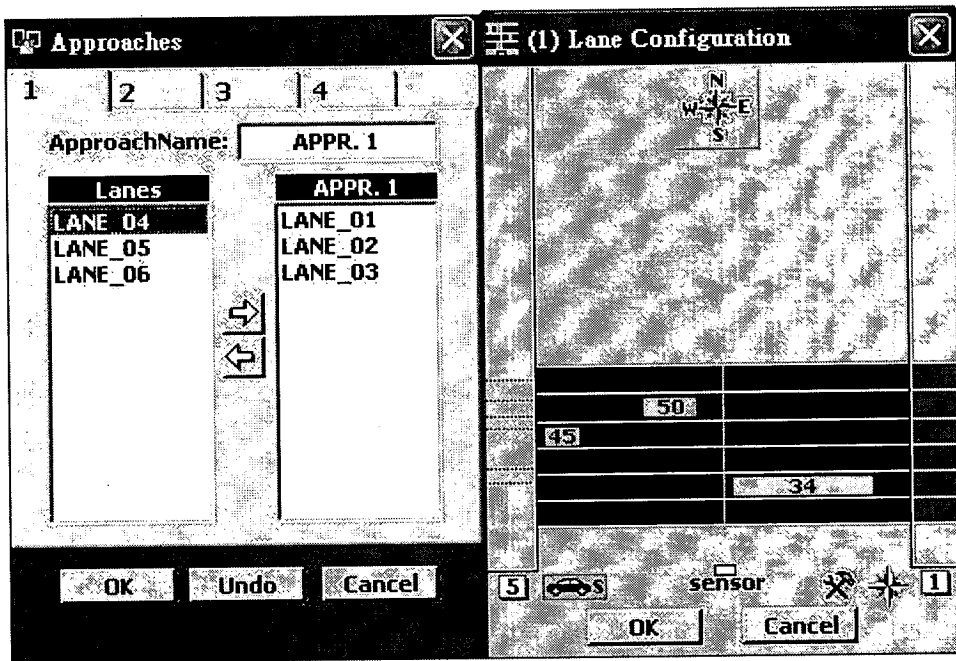 Approaches
1 2 3 4
ApproachName: APPR. 1
Lanes
LANE_04
LANE_05
LANE_06
APPR. 1
LANE_01
LANE_02
LANE_03
OK Undo Cancel
(1) Lane Configuration
N
W E
S
50
45
34
5 S sensor 1
OK Cancel